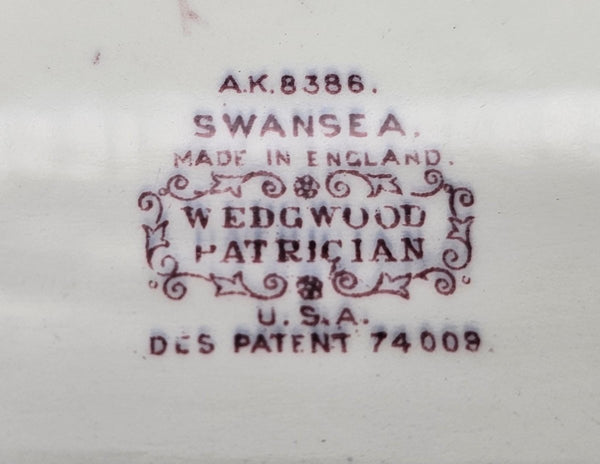 A.K.8386.
SWANSEA.
MADE IN ENGLAND.
WEDGWOOD
PATRICIAN
U.S.A.
DES PATENT 74009